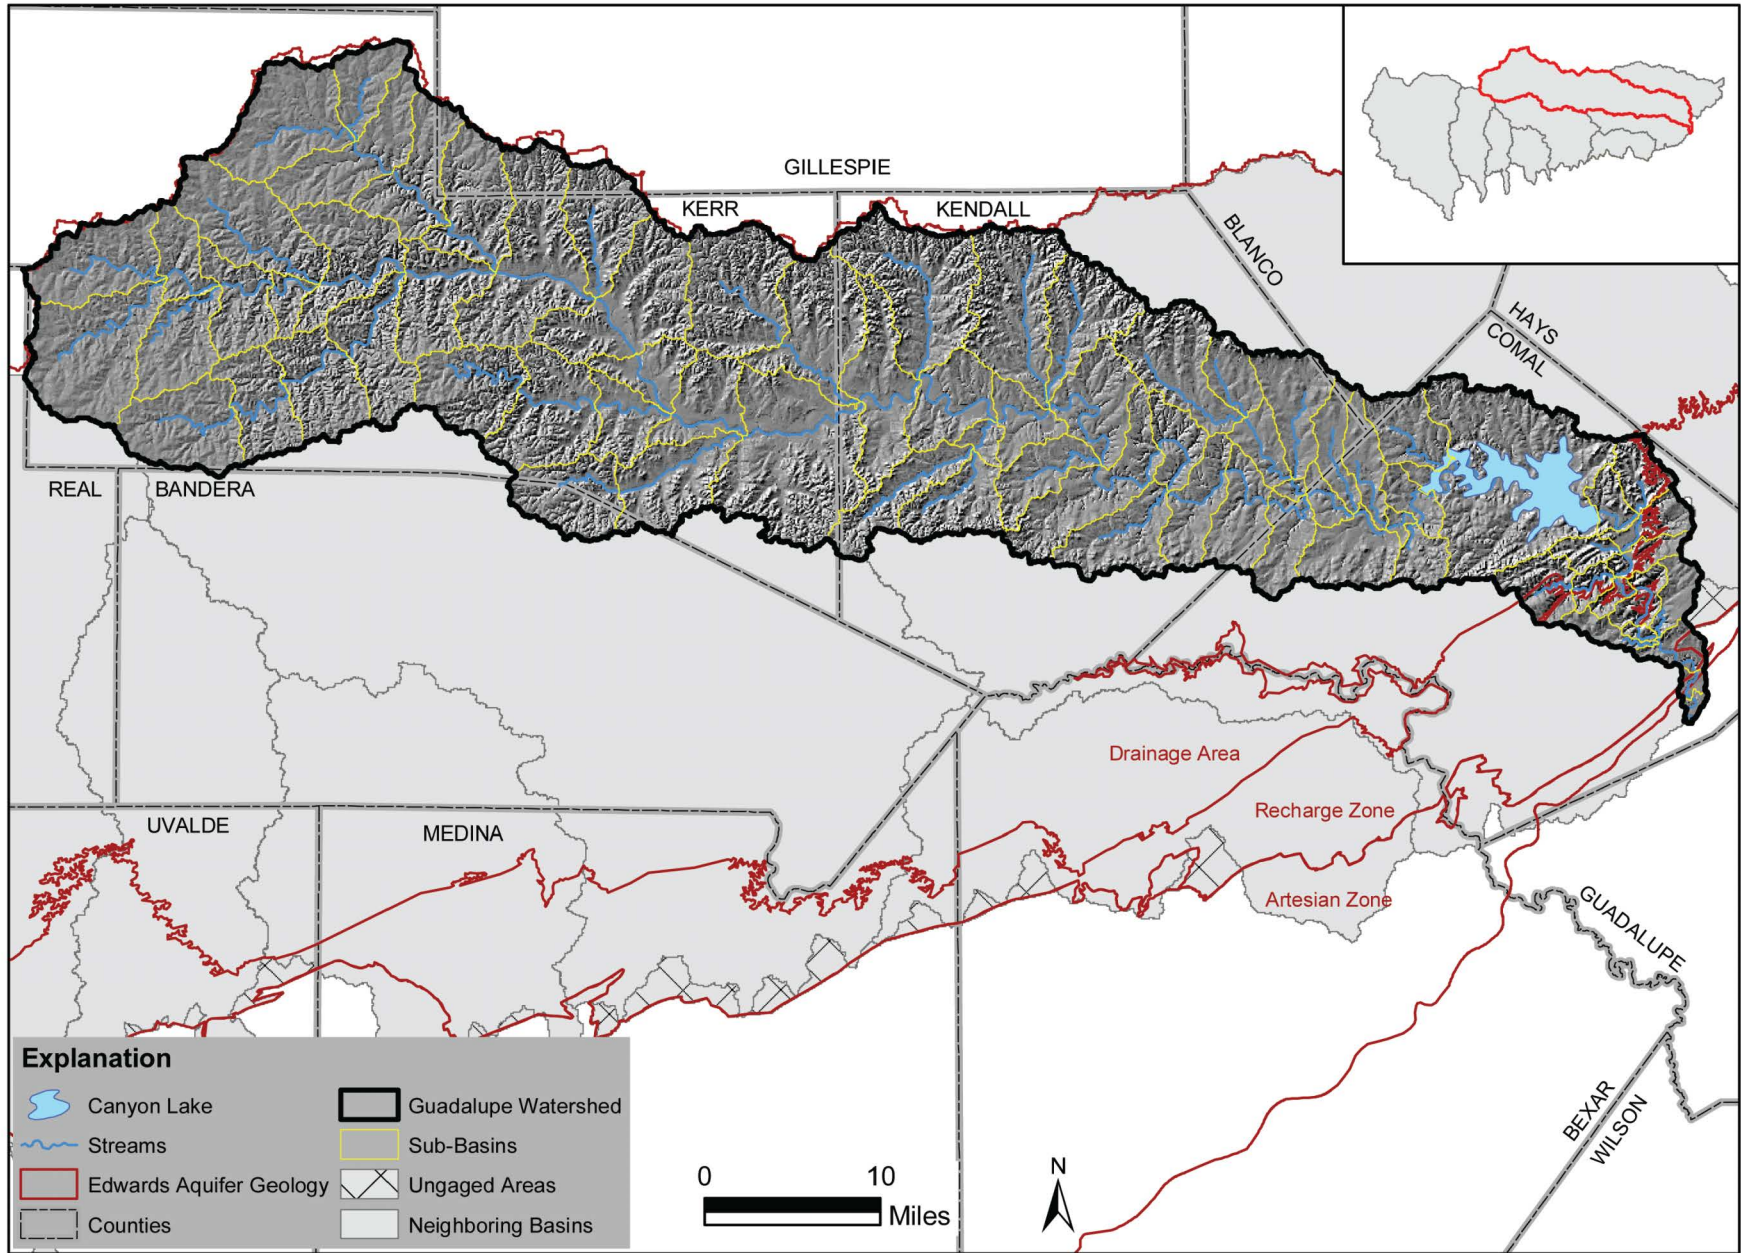 GILLESPIE
KERR
KENDALL
BLANCO
HAYS
COMAL
REAL
BANDERA
Drainage Area
Recharge Zone
UVALDE
MEDINA
Artesian Zone
GUADALUPE
BEXAR
WILSON
Explanation
Canyon Lake
Guadalupe Watershed
Streams
Sub-Basins
Edwards Aquifer Geology
Ungaged Areas
Counties
Neighboring Basins
0 10
Miles
N